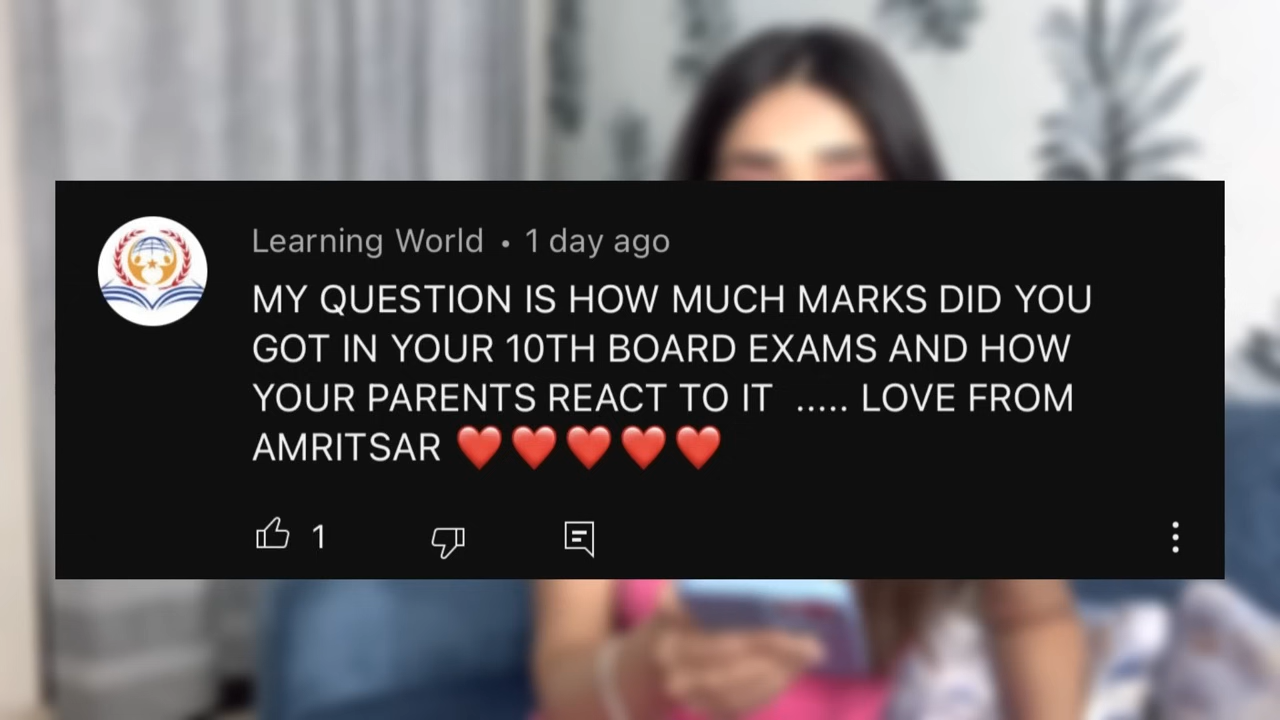 Learning World • 1 day ago
MY QUESTION IS HOW MUCH MARKS DID YOU
GOT IN YOUR 10TH BOARD EXAMS AND HOW
YOUR PARENTS REACT TO IT ..... LOVE FROM
AMRITSAR ❤️❤️❤️❤️❤️
1